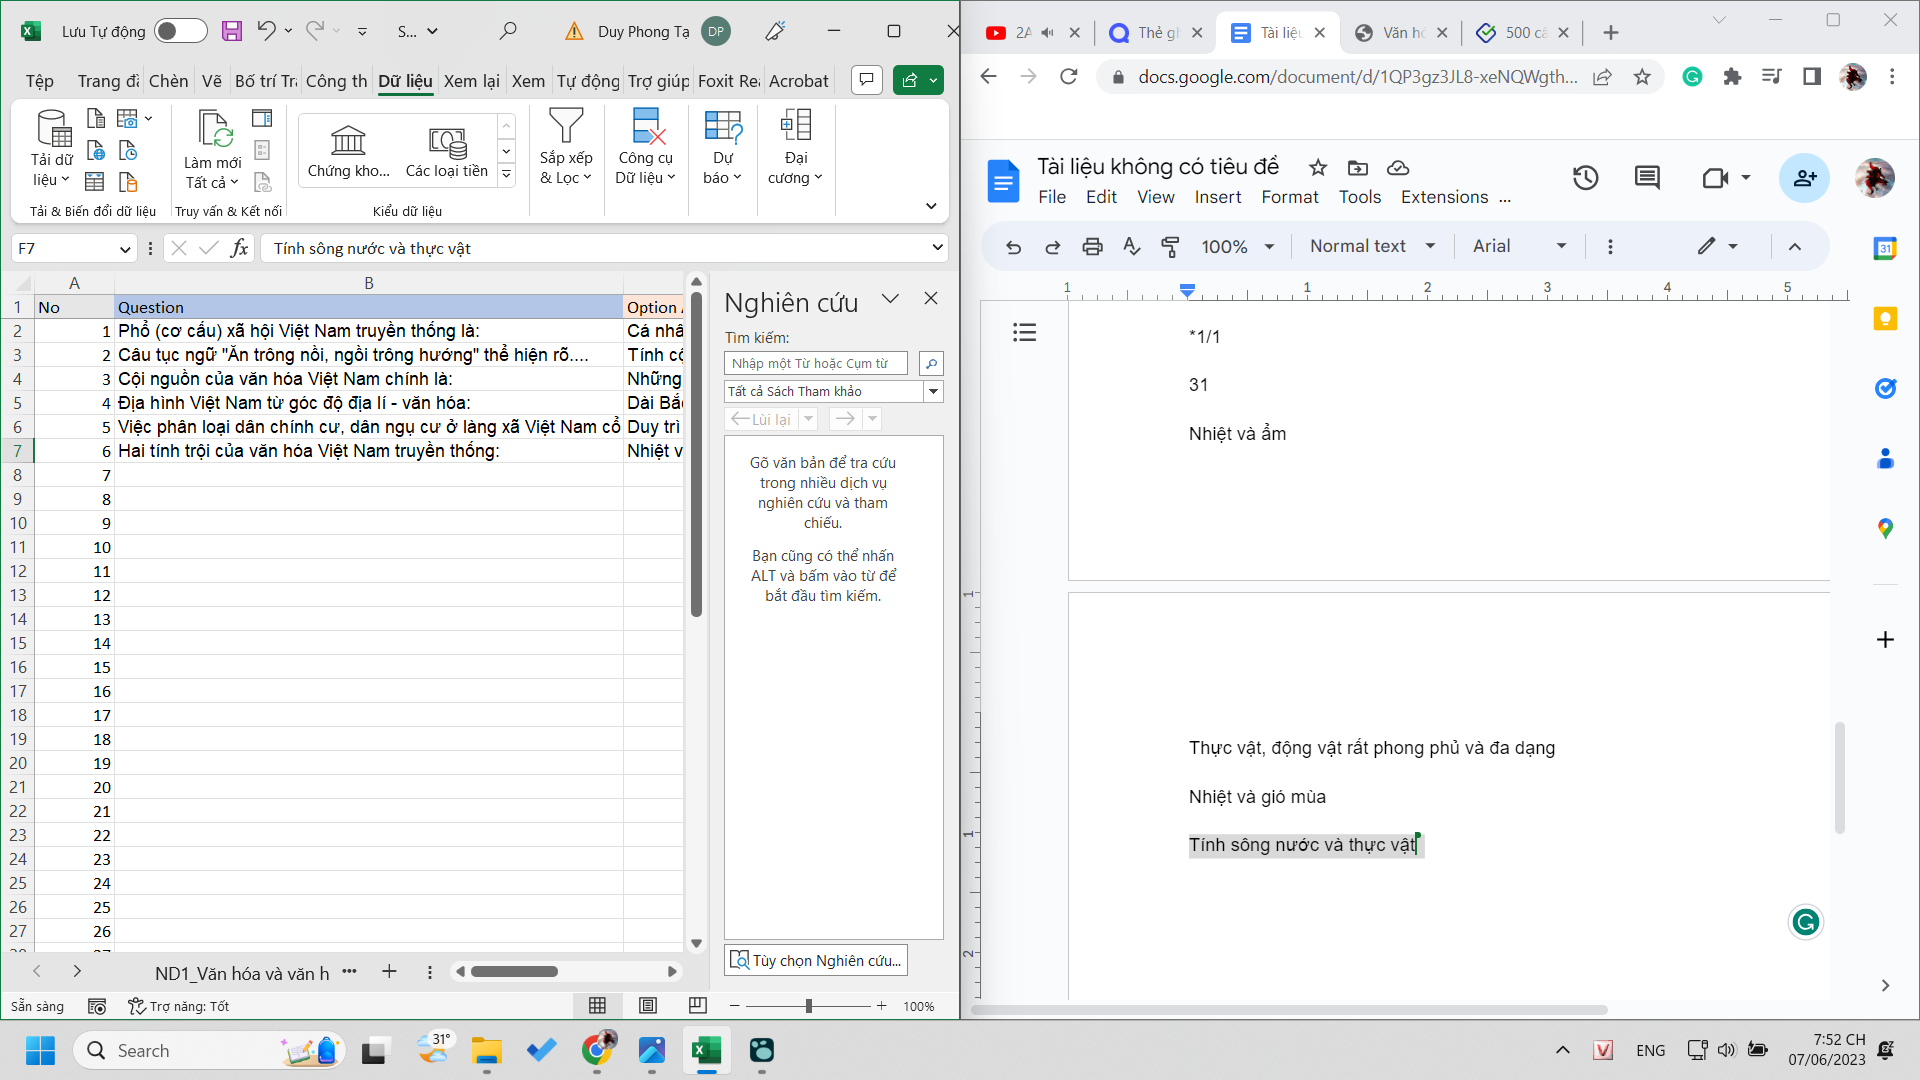 Lưu Tự động
S...
Duy Phong Tạ
DP
Tệp
Trang đầ
Chèn
Vẽ
Bố trí Tra
Công th
Dữ liệu
Xem lại
Xem
Tự động
Trợ giúp
Foxit Rea
Acrobat
Tải dữ
liệu
Làm mới
Tất cả
Chứng kho...
Các loại tiền
Sắp xếp
& Lọc
Công cụ
Dữ liệu
Dự
báo
Đại
cương
Tải & Biến đổi dữ liệu
Truy vấn & Kết nối
Kiểu dữ liệu
F7
fx
Tính sông nước và thực vật
A
B
1 No Question Option A
2 1 Phổ (cơ cấu) xã hội Việt Nam truyền thống là: Cá nhâ
3 2 Câu tục ngữ "Ăn trông nồi, ngồi trông hướng" thể hiện rõ.... Tính cộ
4 3 Cội nguồn của văn hóa Việt Nam chính là: Những
5 4 Địa hình Việt Nam từ góc độ địa lí - văn hóa: Dài Bắc
6 5 Việc phân loại dân chính cư, dân ngụ cư ở làng xã Việt Nam cổ Duy trì
7 6 Hai tính trội của văn hóa Việt Nam truyền thống: Nhiệt v
8 7
9 8
10 9
11 10
12 11
13 12
14 13
15 14
16 15
17 16
18 17
19 18
20 19
21 20
22 21
23 22
24 23
25 24
26 25
27 26
Nghiên cứu
Tìm kiếm:
Nhập một Từ hoặc Cụm từ
Tất cả Sách Tham khảo
Lùi lại
Gõ văn bản để tra cứu
trong nhiều dịch vụ
nghiên cứu và tham
chiếu.
Bạn cũng có thể nhấn
ALT và bấm vào từ để
bắt đầu tìm kiếm.
Tùy chọn Nghiên cứu...
ND1_Văn hóa và văn h
Sẵn sàng
Trợ năng: Tốt
100%
2A
Thẻ gh
Tài liệu
Văn hó
500 câ
docs.google.com/document/d/1QP3gz3JL8-xeNQWgth...
Tài liệu không có tiêu đề
File
Edit
View
Insert
Format
Tools
Extensions
...
100%
Normal text
Arial
1 1 2 3 4 5
*1/1
31
Nhiệt và ẩm
Thực vật, động vật rất phong phủ và đa dạng
Nhiệt và gió mùa
Tính sông nước và thực vật
1
1
2
31
Search
31°
ENG
7:52 CH
07/06/2023